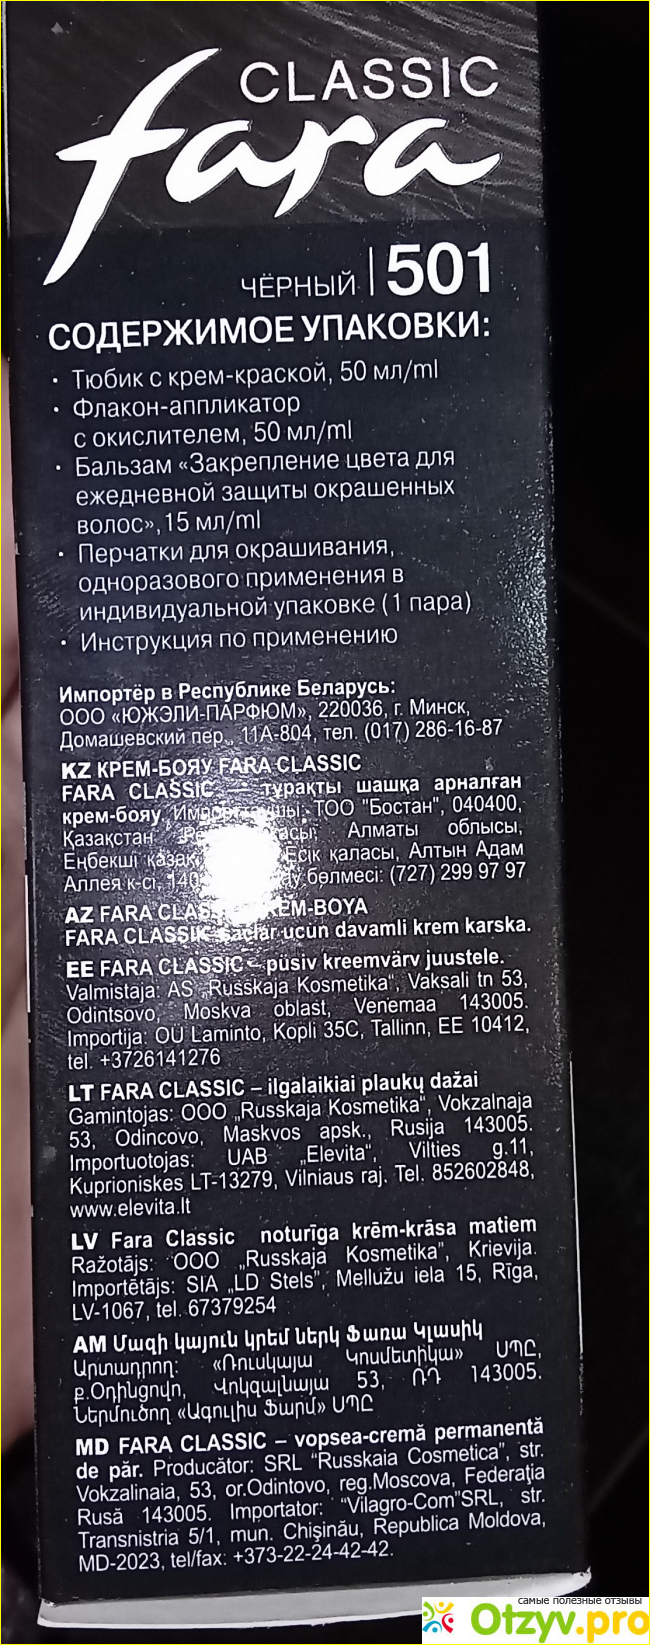 CLASSIC
fara
ЧЁРНЫЙ | 501
СОДЕРЖИМОЕ УПАКОВКИ:
· Тюбик с крем-краской, 50 мл/ml
· Флакон-аппликатор
с окислителем, 50 мл/ml
· Бальзам «Закрепление цвета для
ежедневной защиты окрашенных
волос», 15 мл/ml
· Перчатки для окрашивания,
одноразового применения в
индивидуальной упаковке (1 пара)
· Инструкция по применению
Импортёр в Республике Беларусь:
ООО «ЮЖЭЛИ-ПАРФЮМ», 220036, г. Минск,
Домашевский пер., 11А-804, тел. (017) 286-16-87
KZ КРЕМ-БОЯУ FARA CLASSIC
FARA CLASSIC – тұрақты шашқа арналған
крем-бояу. ТОО "Бостан", 040400,
Қазақстан Алматы облысы,
Еңбекші қазақ Есік қаласы, Алтын Адам
Аллея к-сі, бөлмесі: (727) 299 97 97
AZ FARA KREM-BOYA
FARA CLASSIK ucun davamli krem karska.
EE FARA CLASSIC – püsiv kreemvärv juustele.
Valmistaja: AS „Russkaja Kosmetika", Vaksali tn 53,
Odintsovo, Moskva oblast, Venemaa 143005.
Importija: OU Laminto, Kopli 35C, Tallinn, EE 10412,
tel. +3726141276
LT FARA CLASSIC – ilgalaikiai plaukų dažai
Gamintojas: OOO „Russkaja Kosmetika", Vokzalnaja
53, Odincovo, Maskvos apsk., Rusija 143005.
Importuotojas: UAB „Elevita", Vilties g.11,
Kuprioniskes LT-13279, Vilniaus raj. Tel. 852602848,
www.elevita.lt
LV Fara Classic noturīga krēm-krāsa matiem
Ražotājs: OOO „Russkaja Kosmetika", Krievija.
Importētājs: SIA „LD Stels", Mellužu iela 15, Rīga,
LV-1067, tel. 67379254
AM Մազի կայուն կրեմ ներկ Ֆառա Կլասիկ
Արտադրող: «Ռուսկայա Կոսմետիկա» ՍՊԸ,
ք.Օդինցովո, Վոկզալնայա 53, ՌԴ 143005.
Ներմուծող «Ագուլիս Ֆարմ» ՍՊԸ
MD FARA CLASSIC – vopsea-cremă permanentă
de păr. Producător: SRL "Russkaia Cosmetica", str.
Vokzalinaia, 53, or.Odintovo, reg.Moscova, Federaţia
Rusă 143005. Importator: "Vilagro-Com"SRL, str.
Transnistria 5/1, mun. Chişinău, Republica Moldova,
MD-2023, tel/fax: +373-22-24-42-42.
самые полезные отзывы
Otzyv.pro